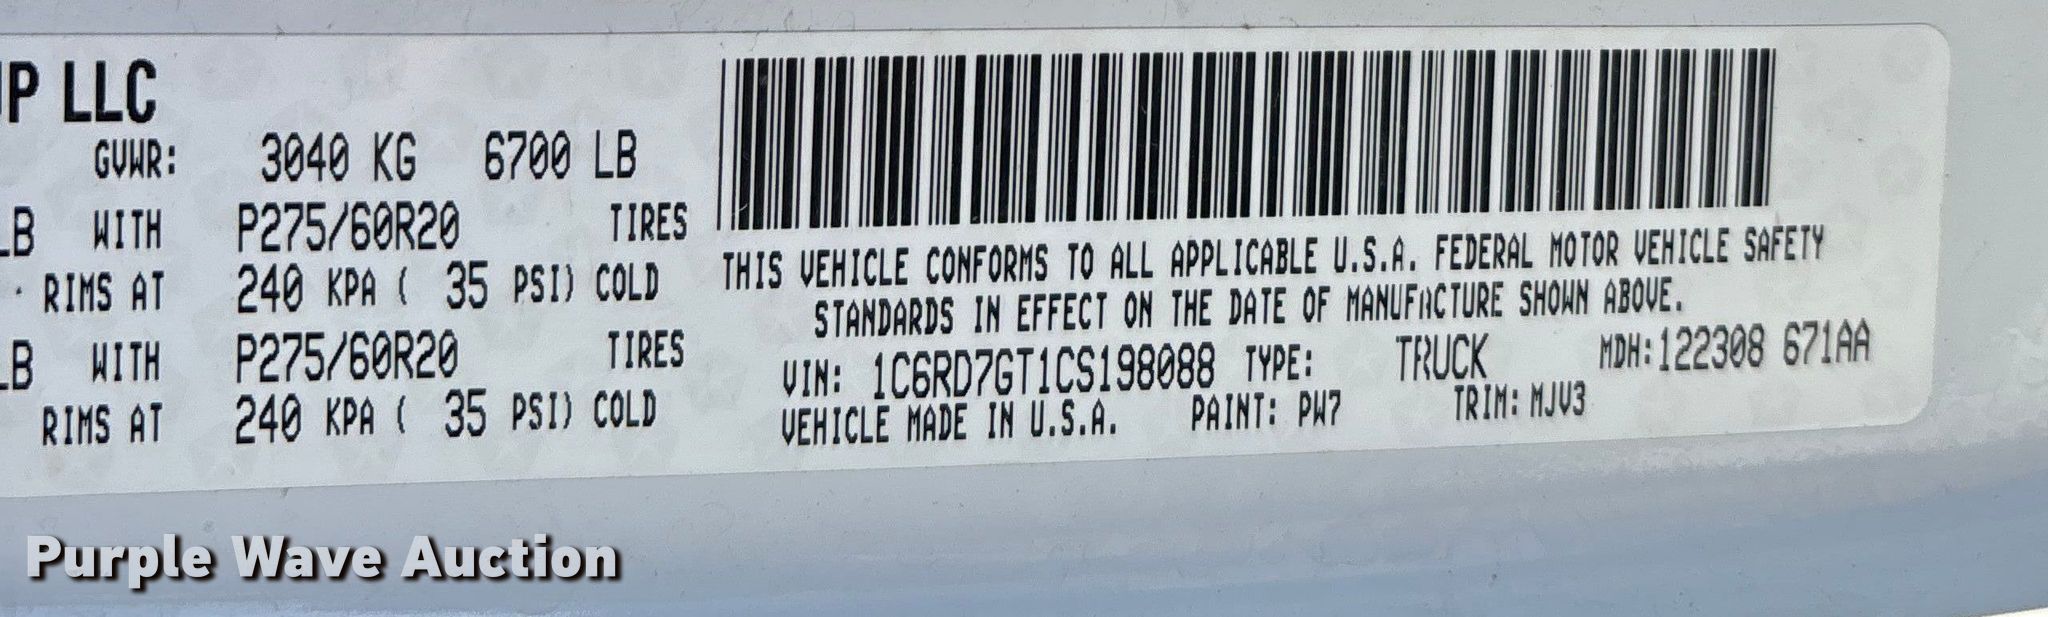 UP LLC
GVWR: 3040 KG 6700 LB
LB WITH P275/60R20 TIRES
RIMS AT 240 KPA ( 35 PSI) COLD
LB WITH P275/60R20 TIRES
RIMS AT 240 KPA ( 35 PSI) COLD
THIS VEHICLE CONFORMS TO ALL APPLICABLE U.S.A. FEDERAL MOTOR VEHICLE SAFETY
STANDARDS IN EFFECT ON THE DATE OF MANUFACTURE SHOWN ABOVE.
VIN: 1C6RD7GT1CS198088 TYPE: TRUCK MDH:122308 671AA
VEHICLE MADE IN U.S.A. PAINT: PW7 TRIM: MJV3
Purple Wave Auction